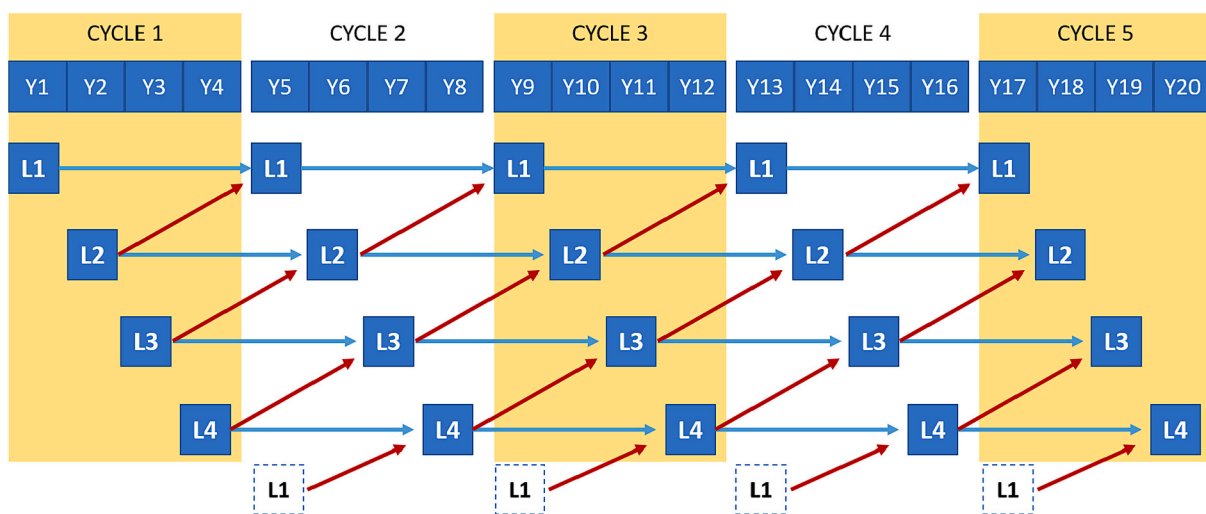 CYCLE 1 CYCLE 2 CYCLE 3 CYCLE 4 CYCLE 5
Y1 Y2 Y3 Y4 Y5 Y6 Y7 Y8 Y9 Y10 Y11 Y12 Y13 Y14 Y15 Y16 Y17 Y18 Y19 Y20
L1 L1 L1 L1 L1
L2 L2 L2 L2 L2
L3 L3 L3 L3 L3
L4 L4 L4 L4 L4
L1 L1 L1 L1